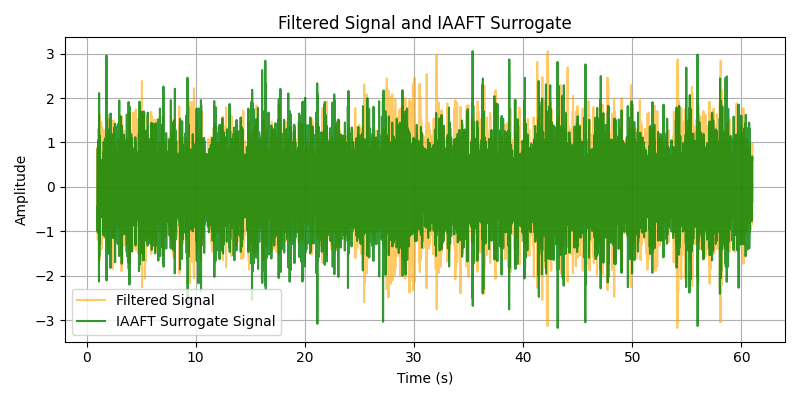 Filtered Signal and IAAFT Surrogate
3
2
1
0
−1
−2
−3
Amplitude
Filtered Signal
IAAFT Surrogate Signal
0 10 20 30 40 50 60
Time (s)